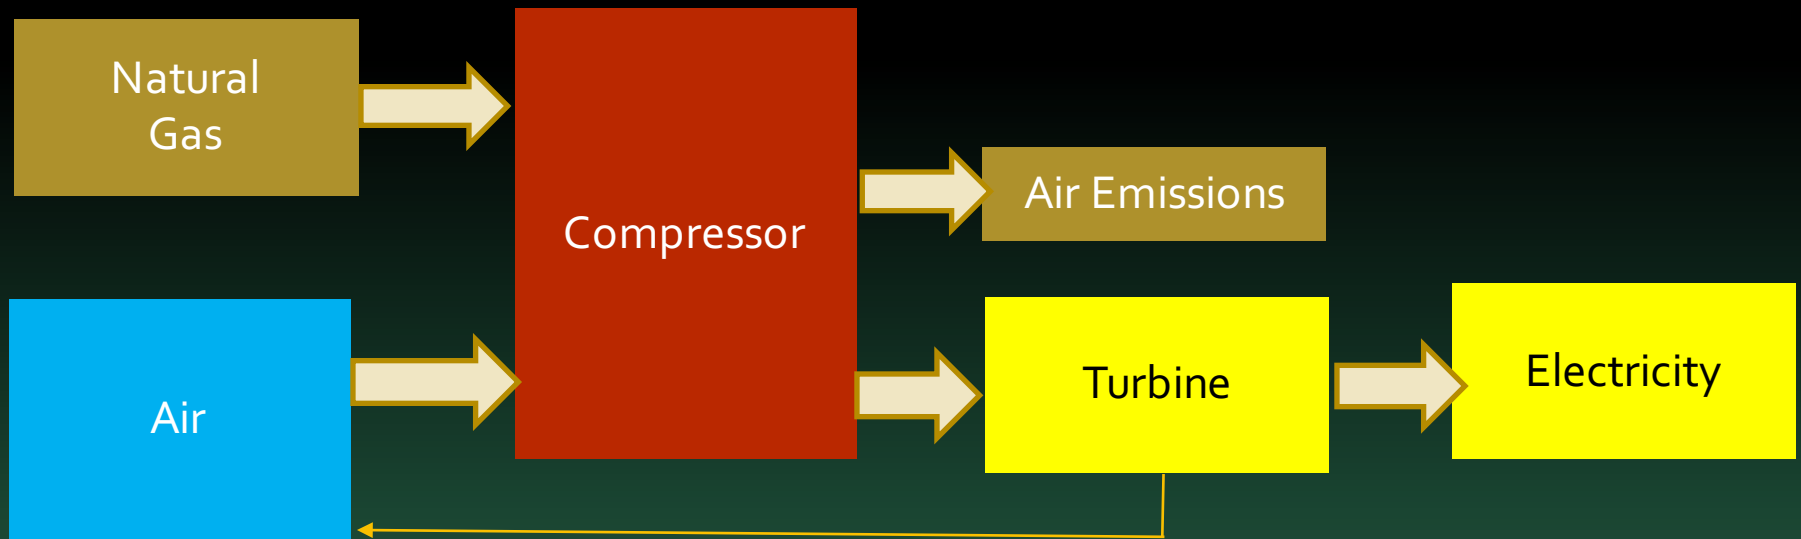 Natural
Gas
Compressor
Air Emissions
Air
Turbine
Electricity